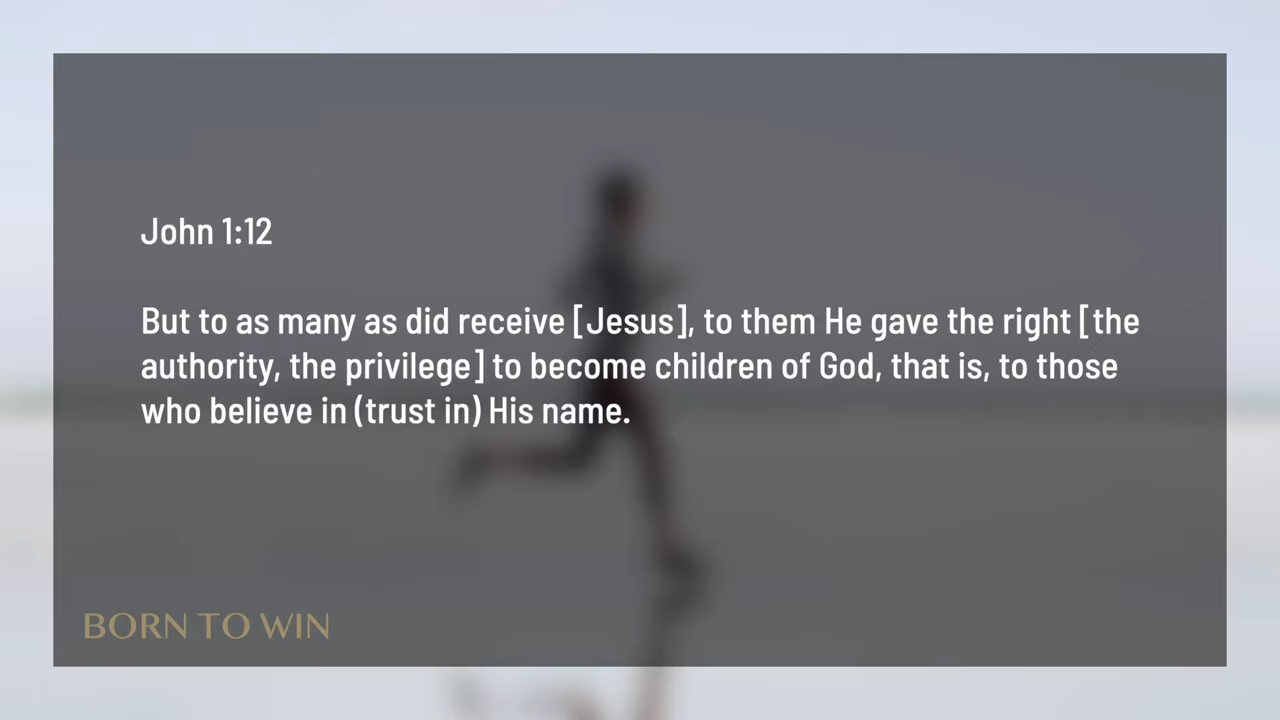 John 1:12
But to as many as did receive [Jesus], to them He gave the right [the
authority, the privilege] to become children of God, that is, to those
who believe in (trust in) His name.
BORN TO WIN